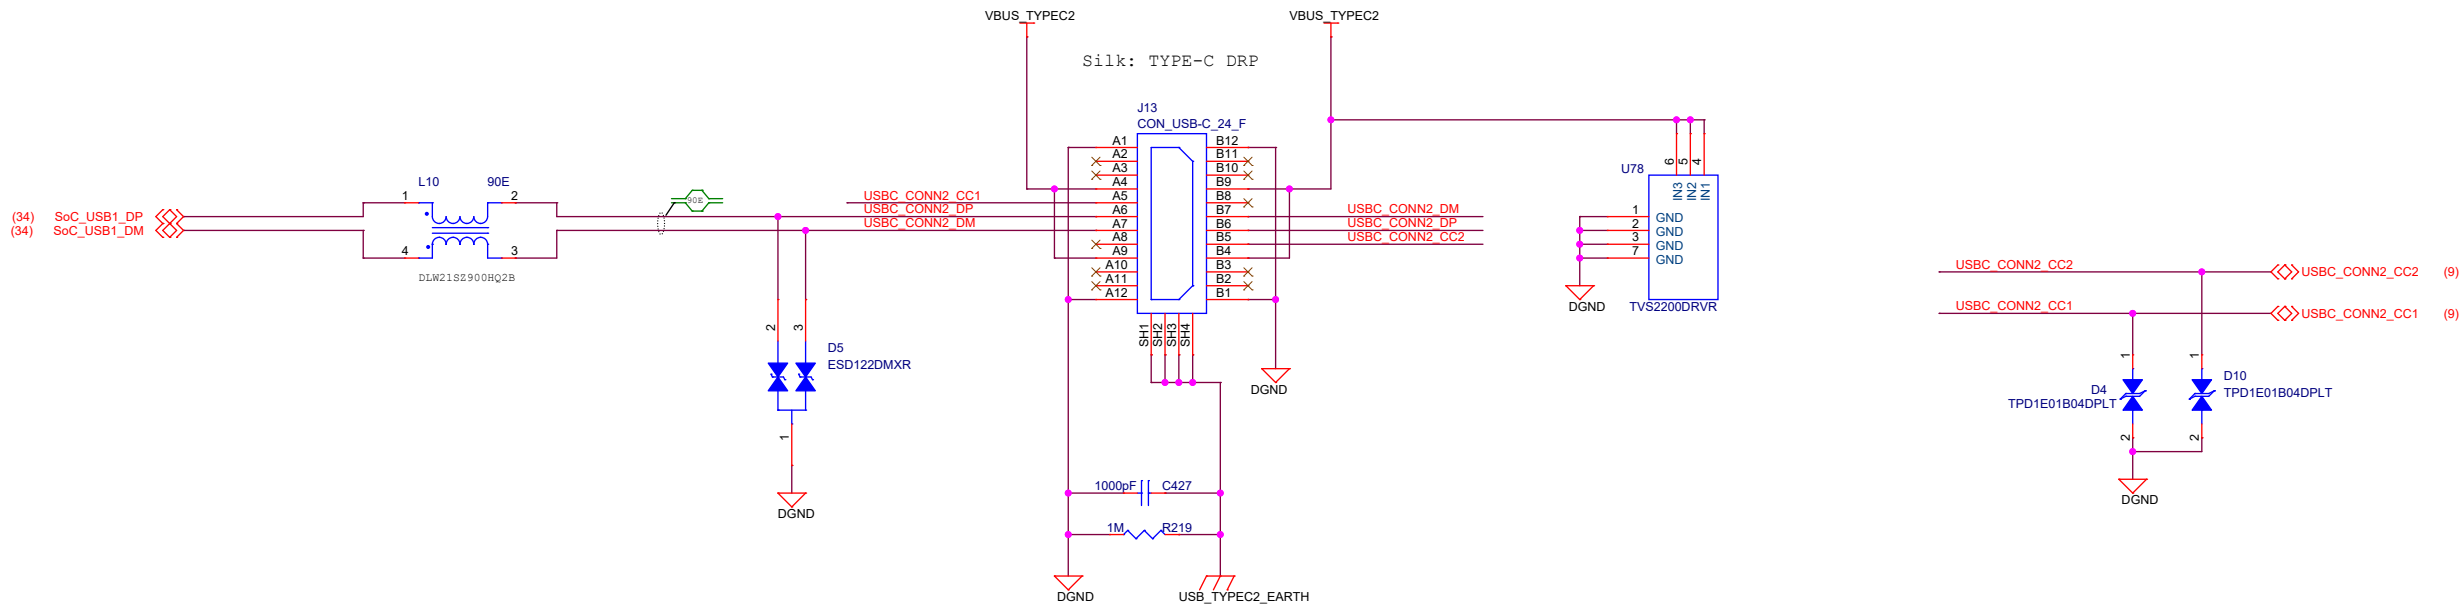 VBUS_TYPEC2
VBUS_TYPEC2
Silk: TYPE-C DRP
J13
CON_USB-C_24_F
A1
A2
A3
A4
A5
A6
A7
A8
A9
A10
A11
A12
B12
B11
B10
B9
B8
B7
B6
B5
B4
B3
B2
B1
SH1
SH2
SH3
SH4
(34) SoC_USB1_DP
(34) SoC_USB1_DM
L10 90E
1 2
4 3
DLW21SZ900HQ2B
90E
USBC_CONN2_CC1
USBC_CONN2_DP
USBC_CONN2_DM
USBC_CONN2_DM
USBC_CONN2_DP
USBC_CONN2_CC2
2 3
D5
ESD122DMXR
1
DGND
DGND
1000pF C427
1M R219
DGND
USB_TYPEC2_EARTH
U78
6 5 4
IN3 IN2 IN1
1 GND
2 GND
3 GND
7 GND
DGND
TVS2200DRVR
USBC_CONN2_CC2 USBC_CONN2_CC2 (9)
USBC_CONN2_CC1 USBC_CONN2_CC1 (9)
1 1
D4
TPD1E01B04DPLT
D10
TPD1E01B04DPLT
2 2
DGND